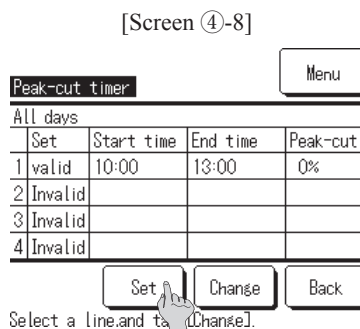 [Screen ④-8]
Menu
Peak-cut timer
All days
Set Start time End time Peak-cut
1 valid 10:00 13:00 0%
2 Invalid
3 Invalid
4 Invalid
Set Change Back
Select a line,and [Change].